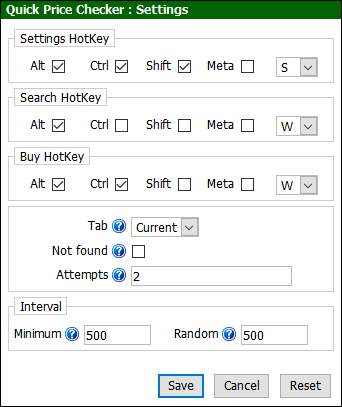 Quick Price Checker : Settings
Settings HotKey
Alt Ctrl Shift Meta S
Search HotKey
Alt Ctrl Shift Meta W
Buy HotKey
Alt Ctrl Shift Meta W
Tab ? Current
Not found ?
Attempts ? 2
Interval
Minimum ? 500 Random ? 500
Save Cancel Reset